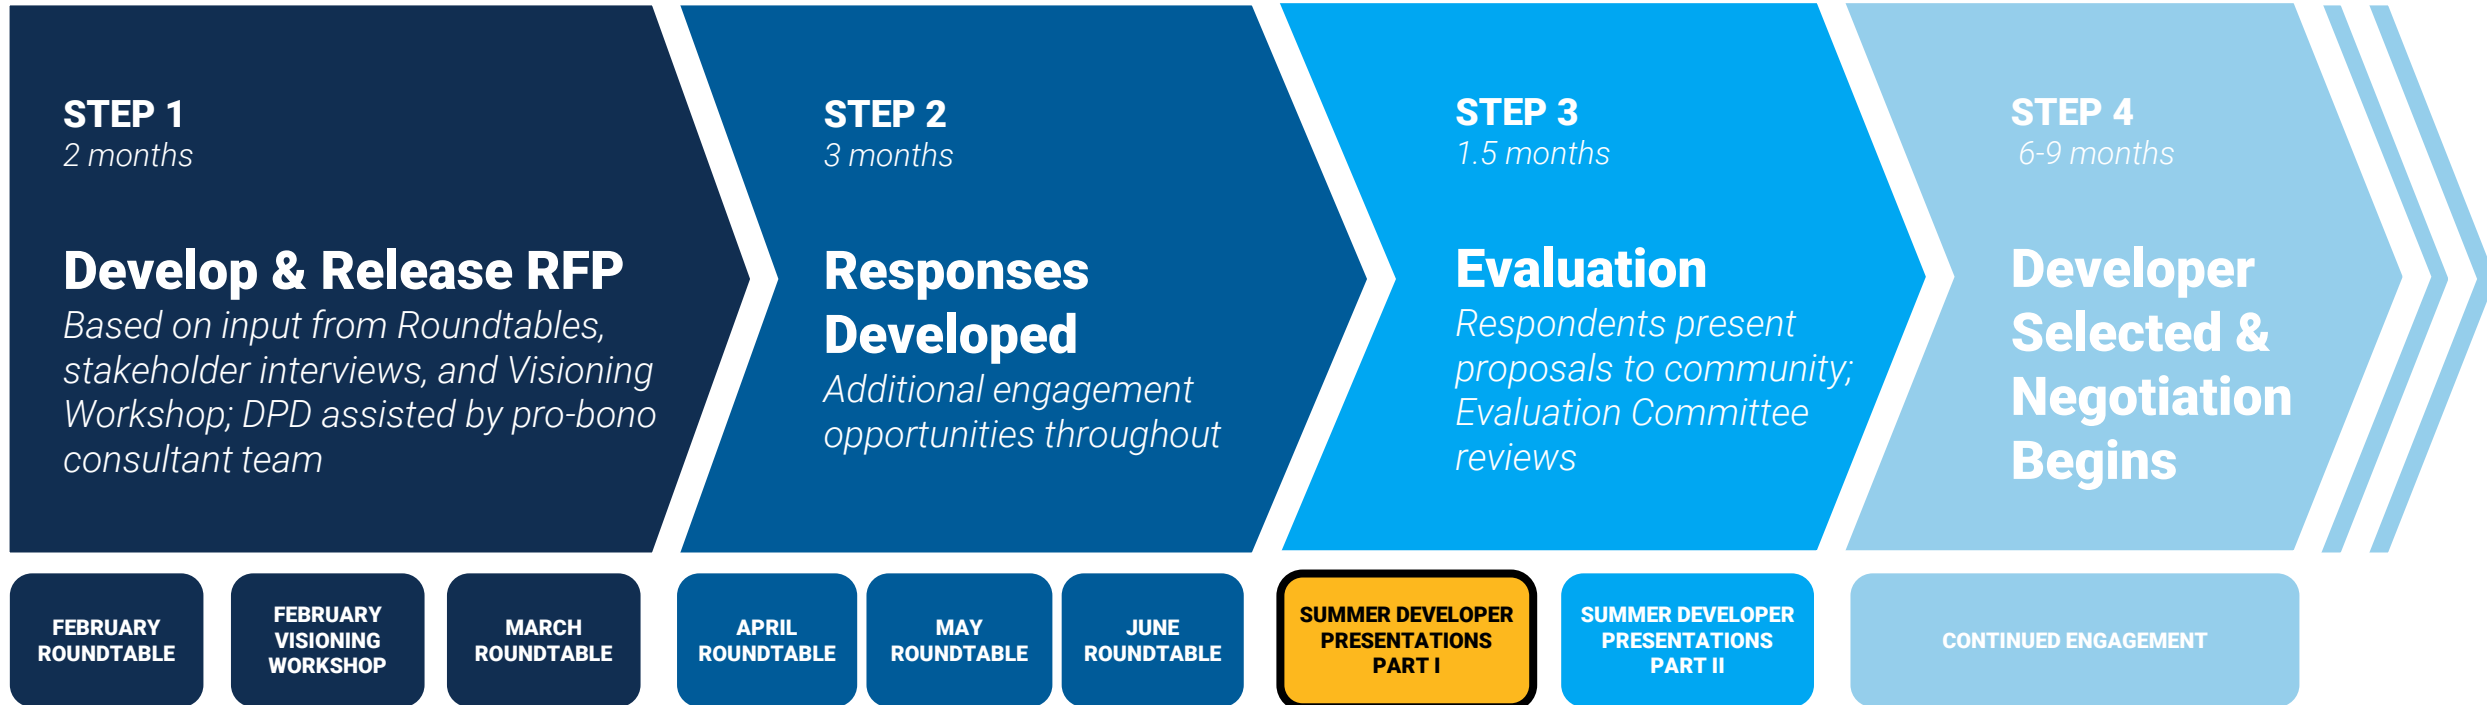 STEP 1
2 months
Develop & Release RFP
Based on input from Roundtables,
stakeholder interviews, and Visioning
Workshop; DPD assisted by pro-bono
consultant team
STEP 2
3 months
Responses
Developed
Additional engagement
opportunities throughout
STEP 3
1.5 months
Evaluation
Respondents present
proposals to community;
Evaluation Committee
reviews
STEP 4
6-9 months
Developer
Selected &
Negotiation
Begins
FEBRUARY
ROUNDTABLE
FEBRUARY
VISIONING
WORKSHOP
MARCH
ROUNDTABLE
APRIL
ROUNDTABLE
MAY
ROUNDTABLE
JUNE
ROUNDTABLE
SUMMER DEVELOPER
PRESENTATIONS
PART I
SUMMER DEVELOPER
PRESENTATIONS
PART II
CONTINUED ENGAGEMENT